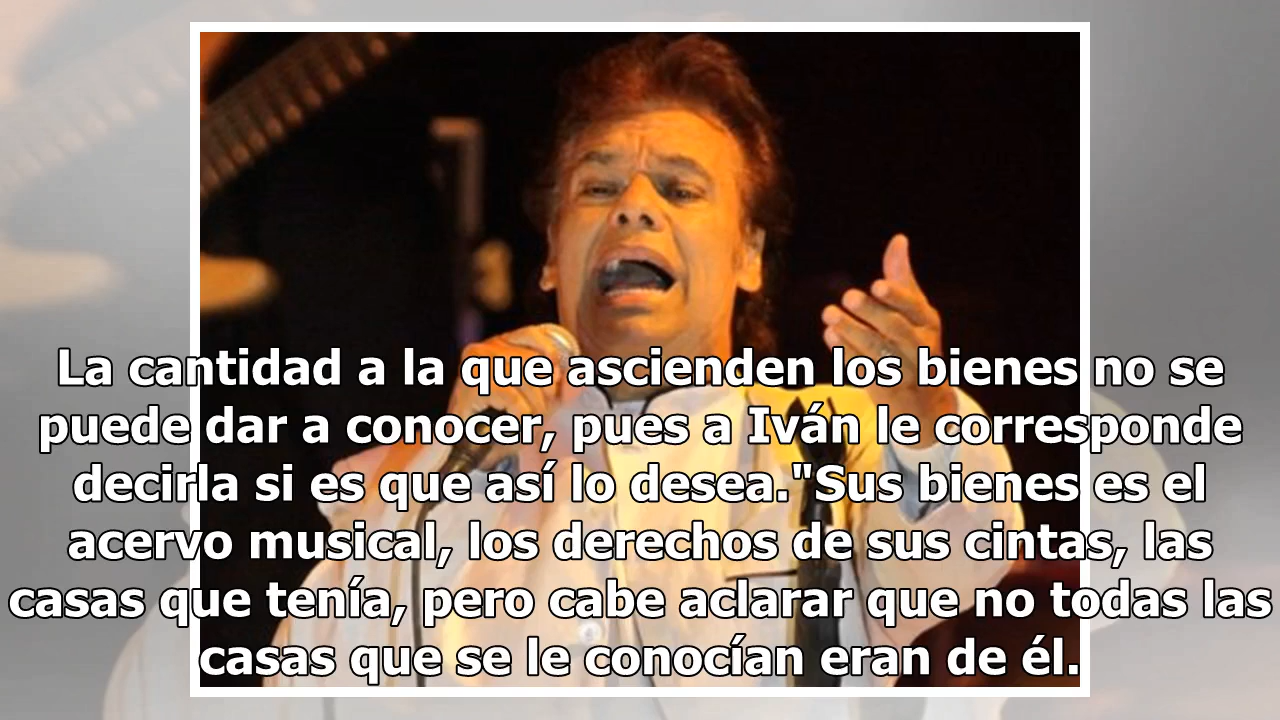 La cantidad a la que ascienden los bienes no se
puede dar a conocer, pues a Iván le corresponde
decirla si es que así lo desea."Sus bienes es el
acervo musical, los derechos de sus cintas, las
casas que tenía, pero cabe aclarar que no todas las
casas que se le conocían eran de él.